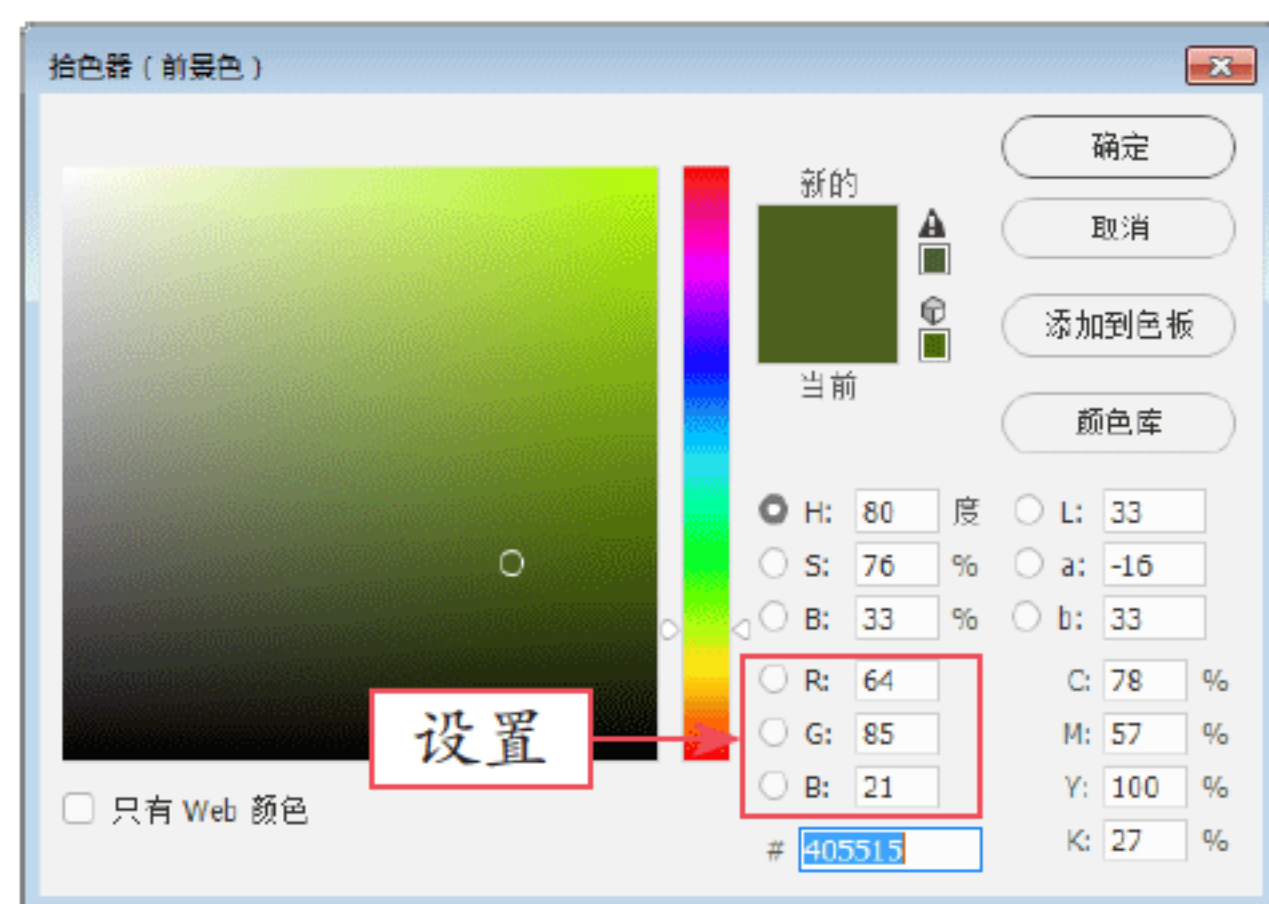 拾色器（前景色）
确定
新的
取消
添加到色板
当前
颜色库
H: 80 度 L: 33
S: 76 % a: -16
B: 33 % b: 33
R: 64 C: 78 %
设置 G: 85 M: 57 %
B: 21 Y: 100 %
只有 Web 颜色
# 405515 K: 27 %